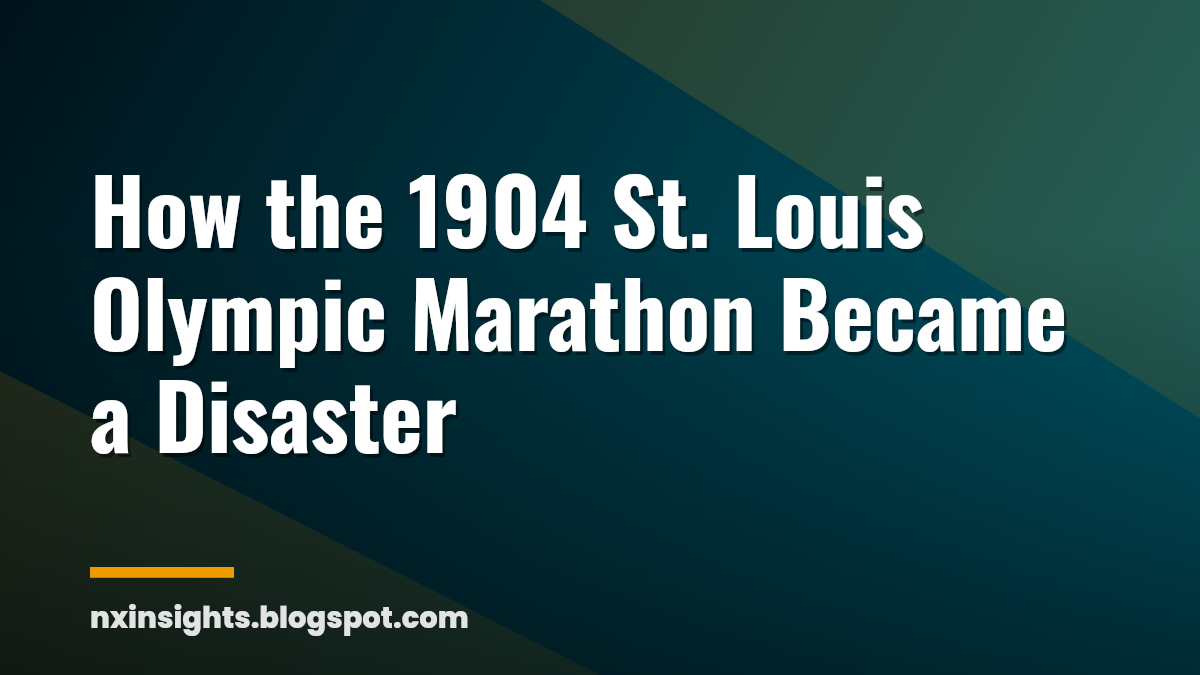 How the 1904 St. Louis
Olympic Marathon Became
a Disaster
nxinsights.blogspot.com